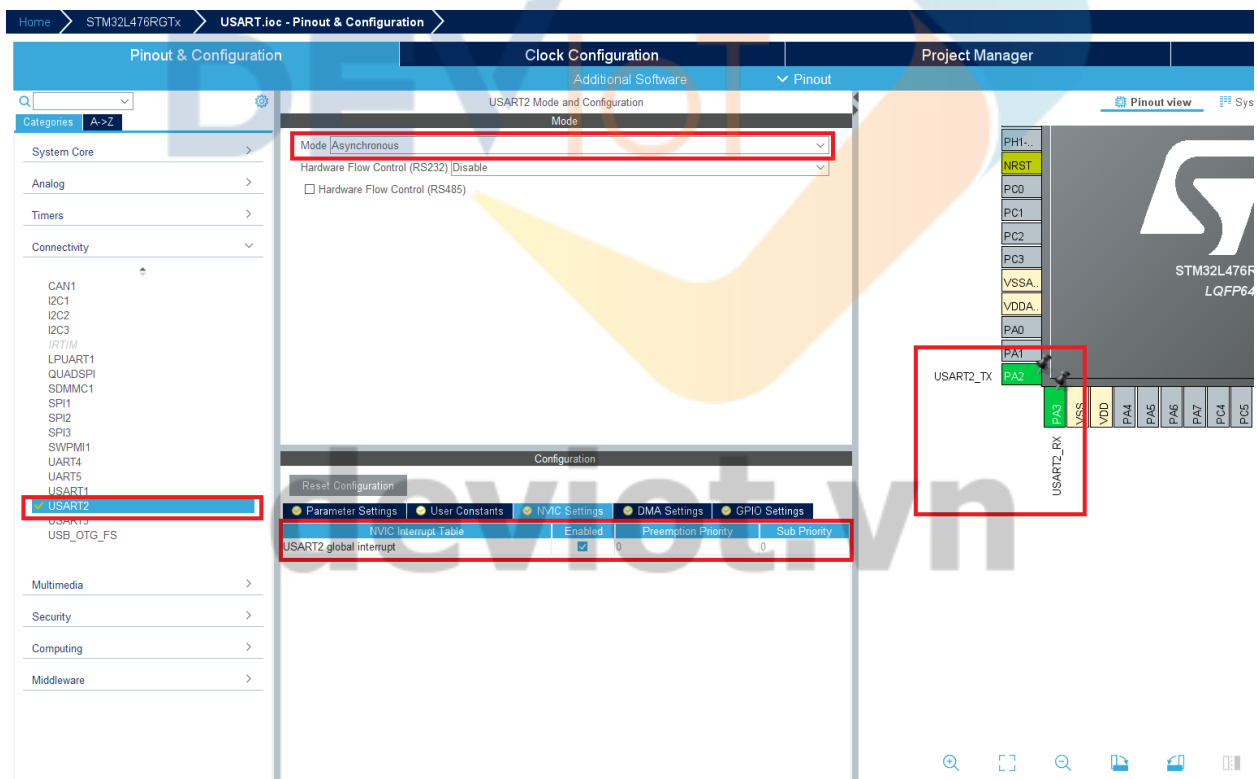 Home
STM32L476RGTx
USART.ioc - Pinout & Configuration
Pinout & Configuration
Clock Configuration
Project Manager
Additional Software
Pinout
Categories
A->Z
System Core
Analog
Timers
Connectivity
CAN1
I2C1
I2C2
I2C3
IRTIM
LPUART1
QUADSPI
SDMMC1
SPI1
SPI2
SPI3
SWPMI1
UART4
UART5
USART1
USART2
USART3
USB_OTG_FS
Multimedia
Security
Computing
Middleware
USART2 Mode and Configuration
Mode
Mode Asynchronous
Hardware Flow Control (RS232) Disable
Hardware Flow Control (RS485)
Configuration
Reset Configuration
Parameter Settings
User Constants
NVIC Settings
DMA Settings
GPIO Settings
NVIC Interrupt Table Enabled Preemption Priority Sub Priority
USART2 global interrupt 0 0
Pinout view
Sys
PH1-..
NRST
PC0
PC1
PC2
PC3
VSSA..
VDDA..
PA0
PA1
USART2_TX PA2
PA3
VSS
VDD
PA4
PA5
PA6
PA7
PC4
PC5
USART2_RX
STM32L476R
LQFP64
DEVIOT
deviot.vn